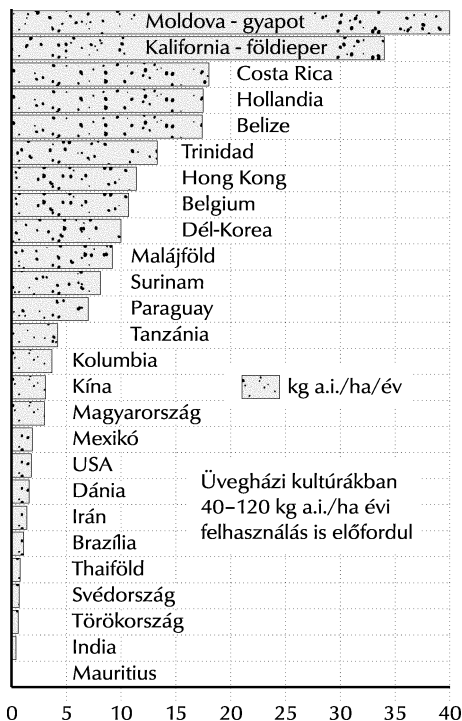 Moldova - gyapot
Kalifornia - földieper
Costa Rica
Hollandia
Belize
Trinidad
Hong Kong
Belgium
Dél-Korea
Malájföld
Surinam
Paraguay
Tanzánia
Kolumbia
Kína
kg a.i./ha/év
Magyarország
Mexikó
USA
Dánia
Irán
Brazília
Üvegházi kultúrákban
40–120 kg a.i./ha évi
felhasználás is előfordul
Thaiföld
Svédország
Törökország
India
Mauritius
0 5 10 15 20 25 30 35 40